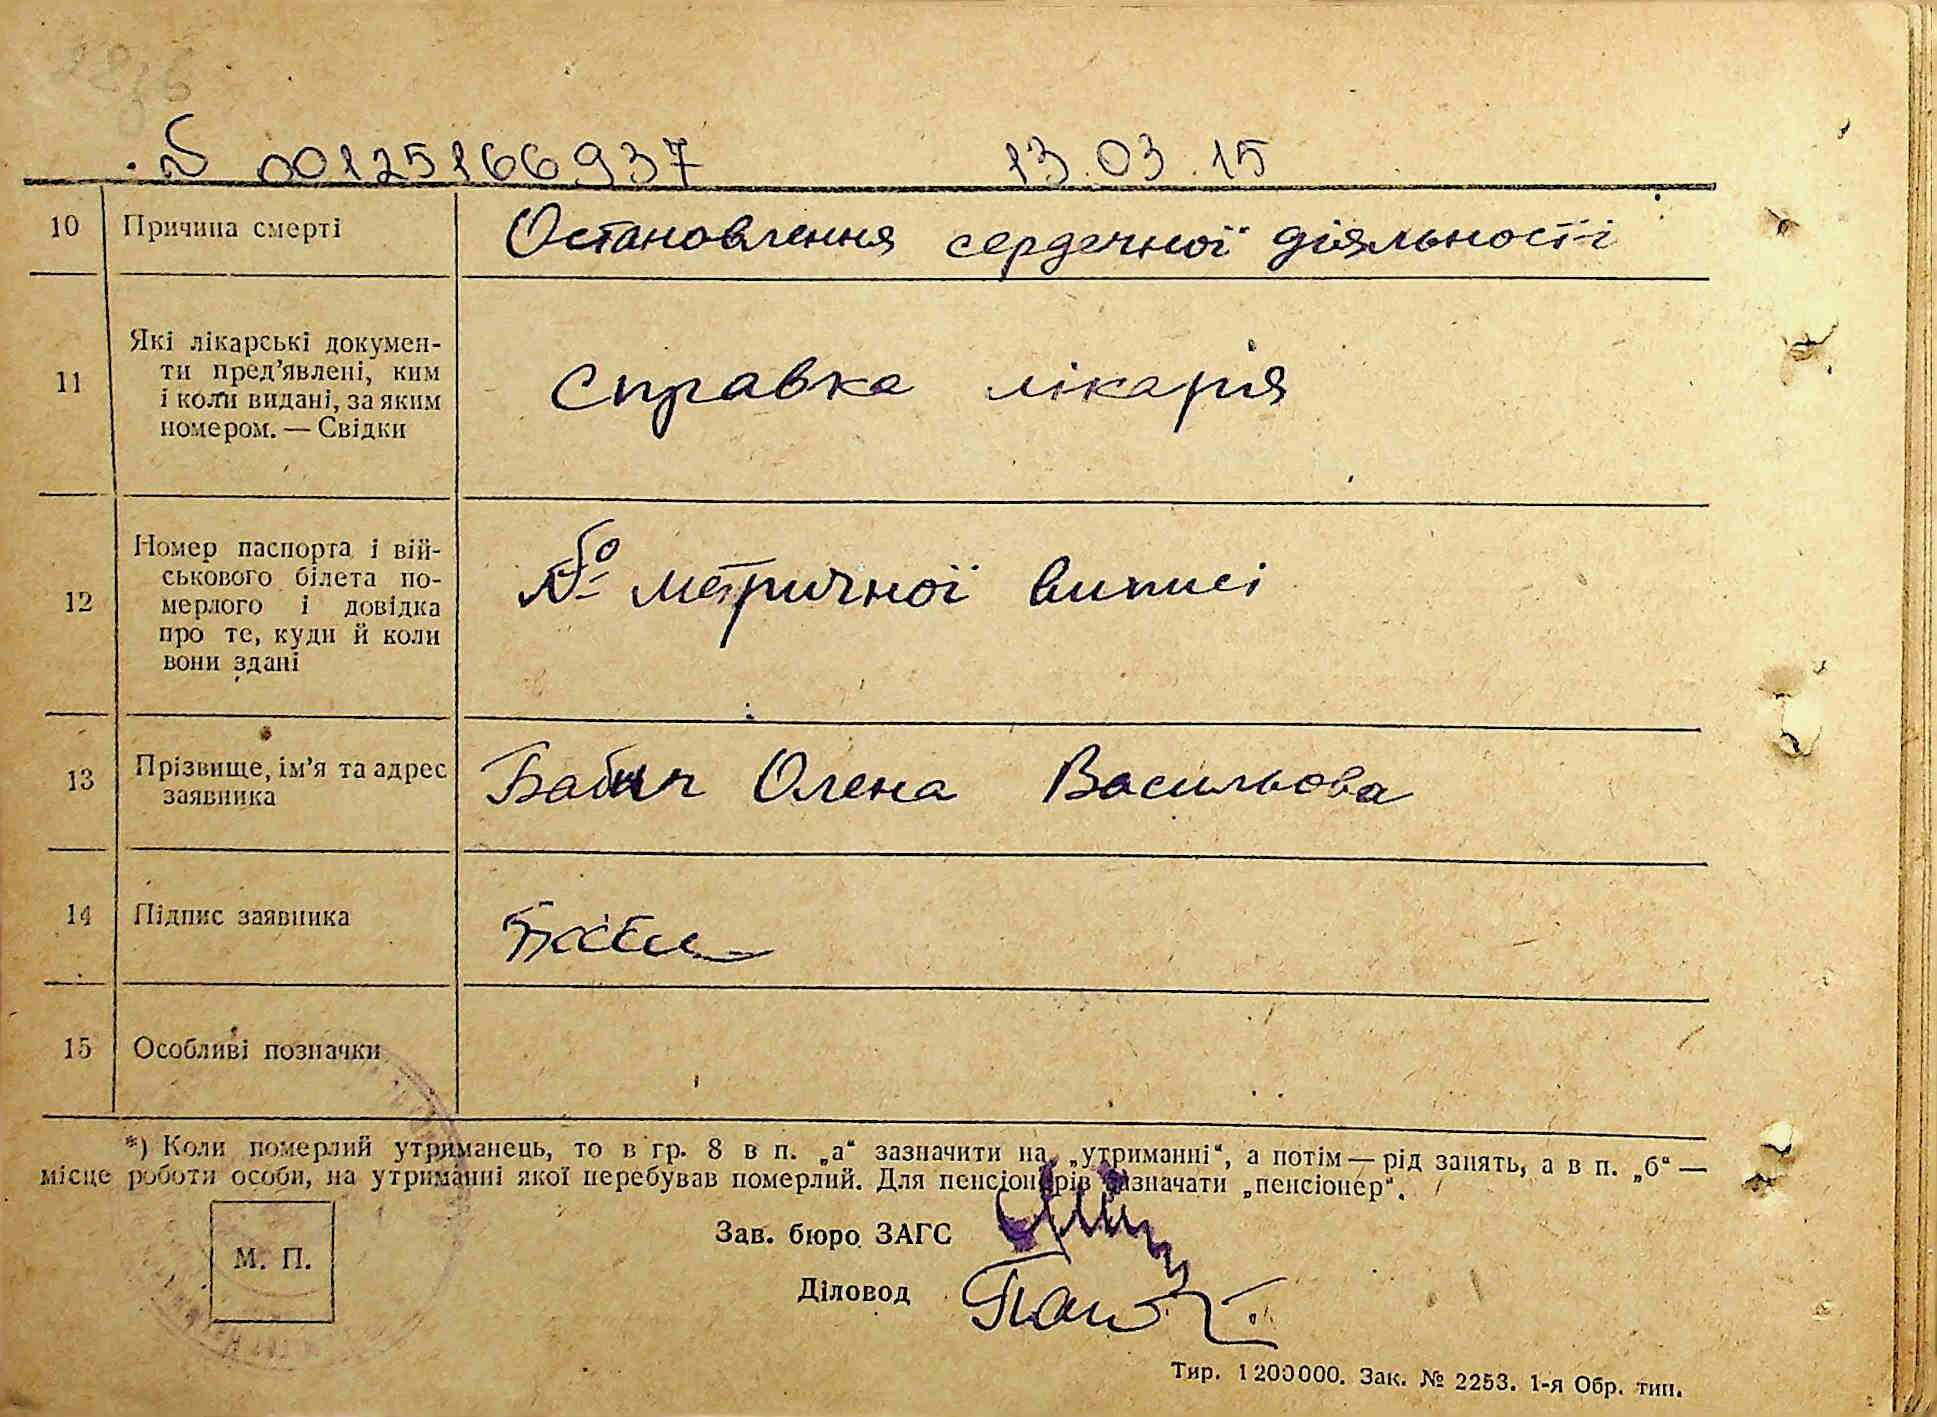 № 00125166937 13.03.15
10 Причина смерті Остановлення сердечної діяльності
11 Які лікарські докумен-
ти пред’явлені, ким
і коли видані, за яким
номером. — Свідки
Справка лікарія
12 Номер паспорта і вій-
ськового білета по-
мерлого і довідка
про те, куди й коли
вони здані
№ метричної виписі
13 Прізвище, ім’я та адрес
заявника
Бабич Олена Васильова
14 Підпис заявника
15 Особливі позначки
*) Коли померлий утриманець, то в гр. 8 в п. „а“ зазначити на „утриманні“, а потім — рід занять, а в п. „б“ —
місце роботи особи, на утриманні якої перебував померлий. Для пенсіонерів зазначати „пенсіонер“.
Зав. бюро ЗАГС
М. П.
Діловод
Тир. 1200000. Зак. № 2253. 1-я Обр. тип.